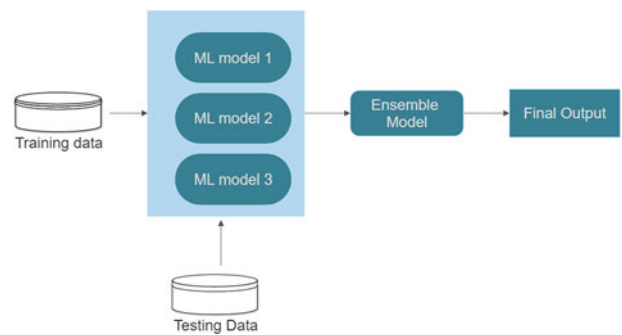 ML model 1
ML model 2
ML model 3
Training data
Ensemble
Model
Final Output
Testing Data